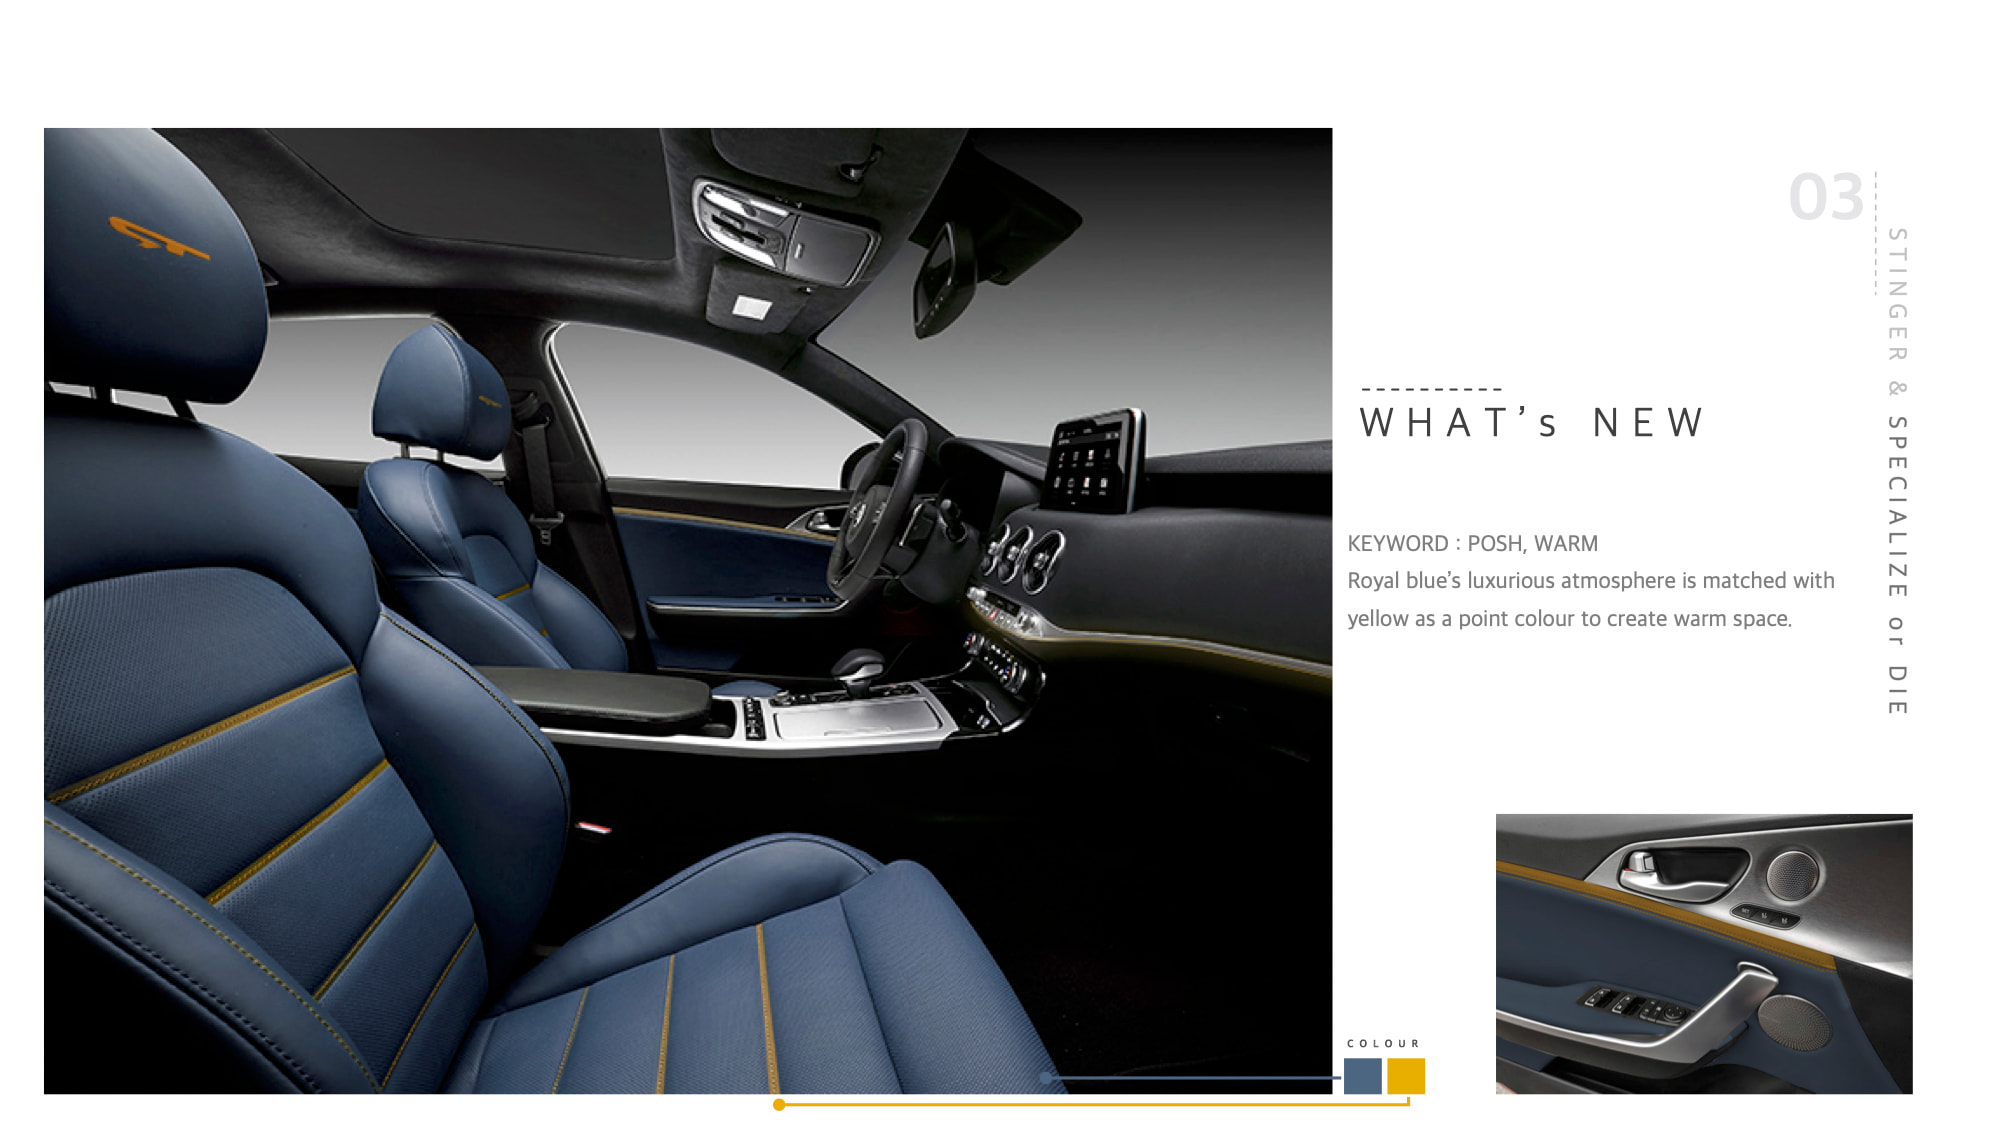 03
STINGER & SPECIALIZE or DIE
WHAT’s NEW
KEYWORD : POSH, WARM
Royal blue’s luxurious atmosphere is matched with
yellow as a point colour to create warm space.
COLOUR
GT